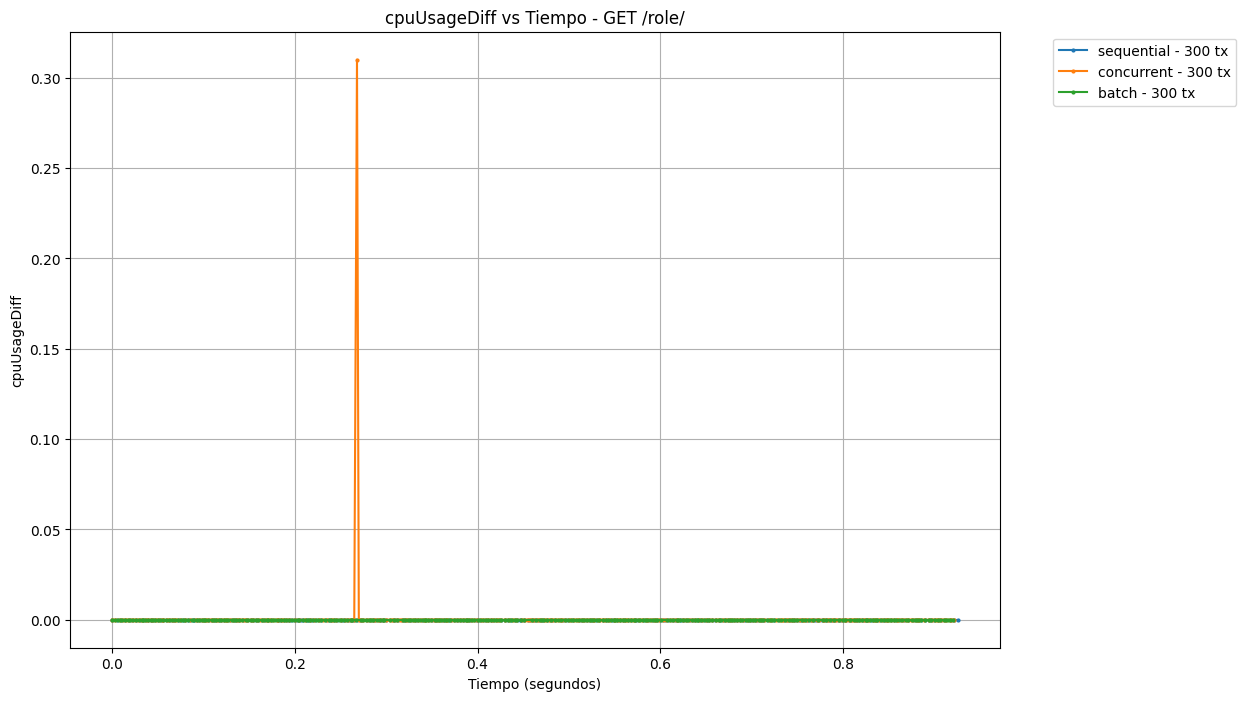 cpuUsageDiff vs Tiempo - GET /role/
sequential - 300 tx
concurrent - 300 tx
batch - 300 tx
cpuUsageDiff
0.30
0.25
0.20
0.15
0.10
0.05
0.00
0.0
0.2
0.4
0.6
0.8
Tiempo (segundos)